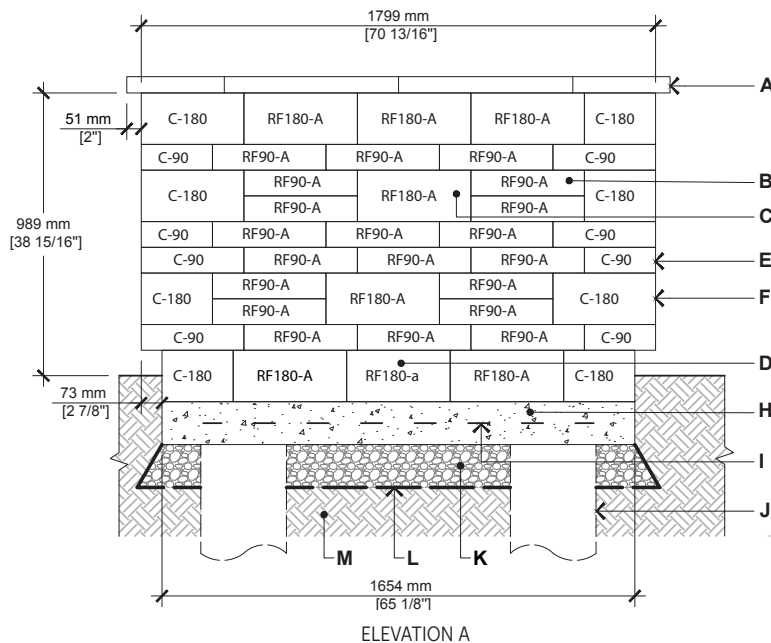 1799 mm
[70 13/16"]
A
51 mm
[2"]
C-180 RF180-A RF180-A RF180-A C-180
C-90 RF90-A RF90-A RF90-A C-90
C-180 RF90-A RF180-A RF90-A C-180
B
RF90-A RF90-A
C
989 mm
[38 15/16"]
C-90 RF90-A RF90-A RF90-A C-90
C-90 RF90-A RF90-A RF90-A C-90
E
C-180 RF90-A RF180-A RF90-A C-180
F
RF90-A RF90-A
C-90 RF90-A RF90-A RF90-A C-90
D
C-180 RF180-A RF180-a RF180-A C-180
73 mm
[2 7/8"]
H
I
J
M L K
1654 mm
[65 1/8"]
ELEVATION A